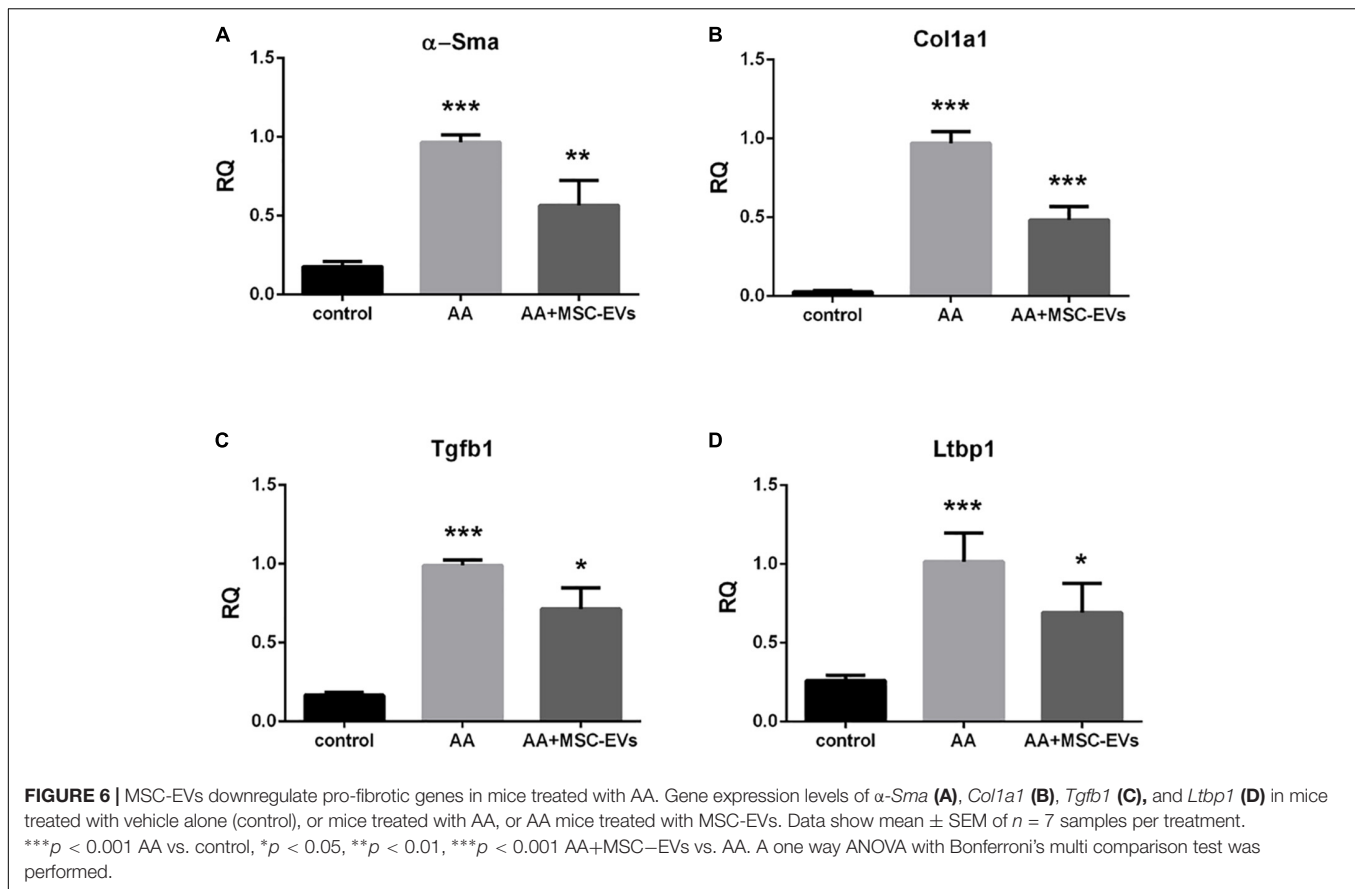 A
α–Sma
1.5
***
1.0
**
RQ
0.5
0.0
control AA AA+MSC-EVs
B
Col1a1
1.5
***
1.0
***
RQ
0.5
0.0
control AA AA+MSC-EVs
C
Tgfb1
1.5
***
1.0
*
RQ
0.5
0.0
control AA AA+MSC-EVs
D
Ltbp1
1.5
***
1.0
*
RQ
0.5
0.0
control AA AA+MSC-EVs
FIGURE 6 | MSC-EVs downregulate pro-fibrotic genes in mice treated with AA. Gene expression levels of α-Sma (A), Col1a1 (B), Tgfb1 (C), and Ltbp1 (D) in mice
treated with vehicle alone (control), or mice treated with AA, or AA mice treated with MSC-EVs. Data show mean ± SEM of n = 7 samples per treatment.
***p < 0.001 AA vs. control, *p < 0.05, **p < 0.01, ***p < 0.001 AA+MSC−EVs vs. AA. A one way ANOVA with Bonferroni's multi comparison test was
performed.